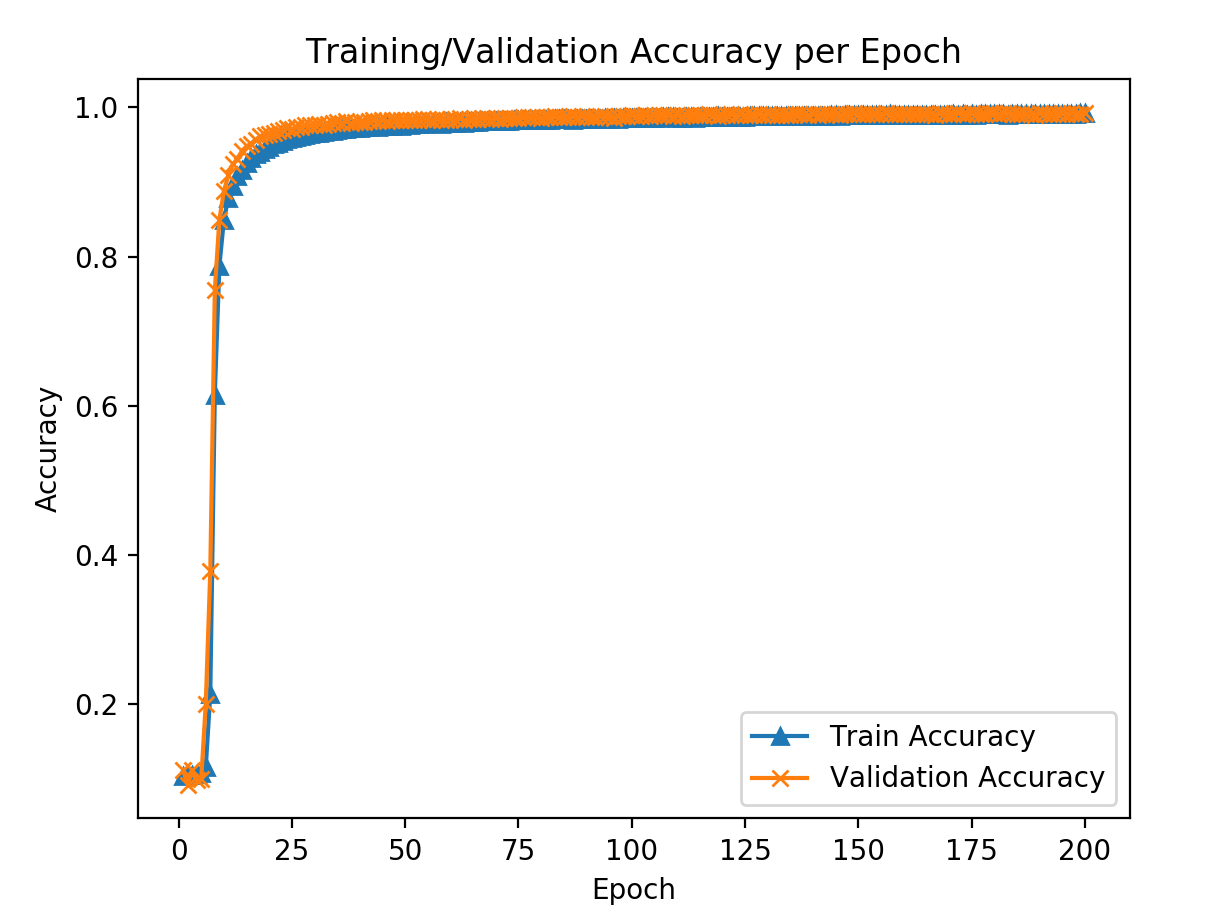 Training/Validation Accuracy per Epoch
1.0
0.8
0.6
0.4
0.2
Accuracy
Train Accuracy
Validation Accuracy
0 25 50 75 100 125 150 175 200
Epoch